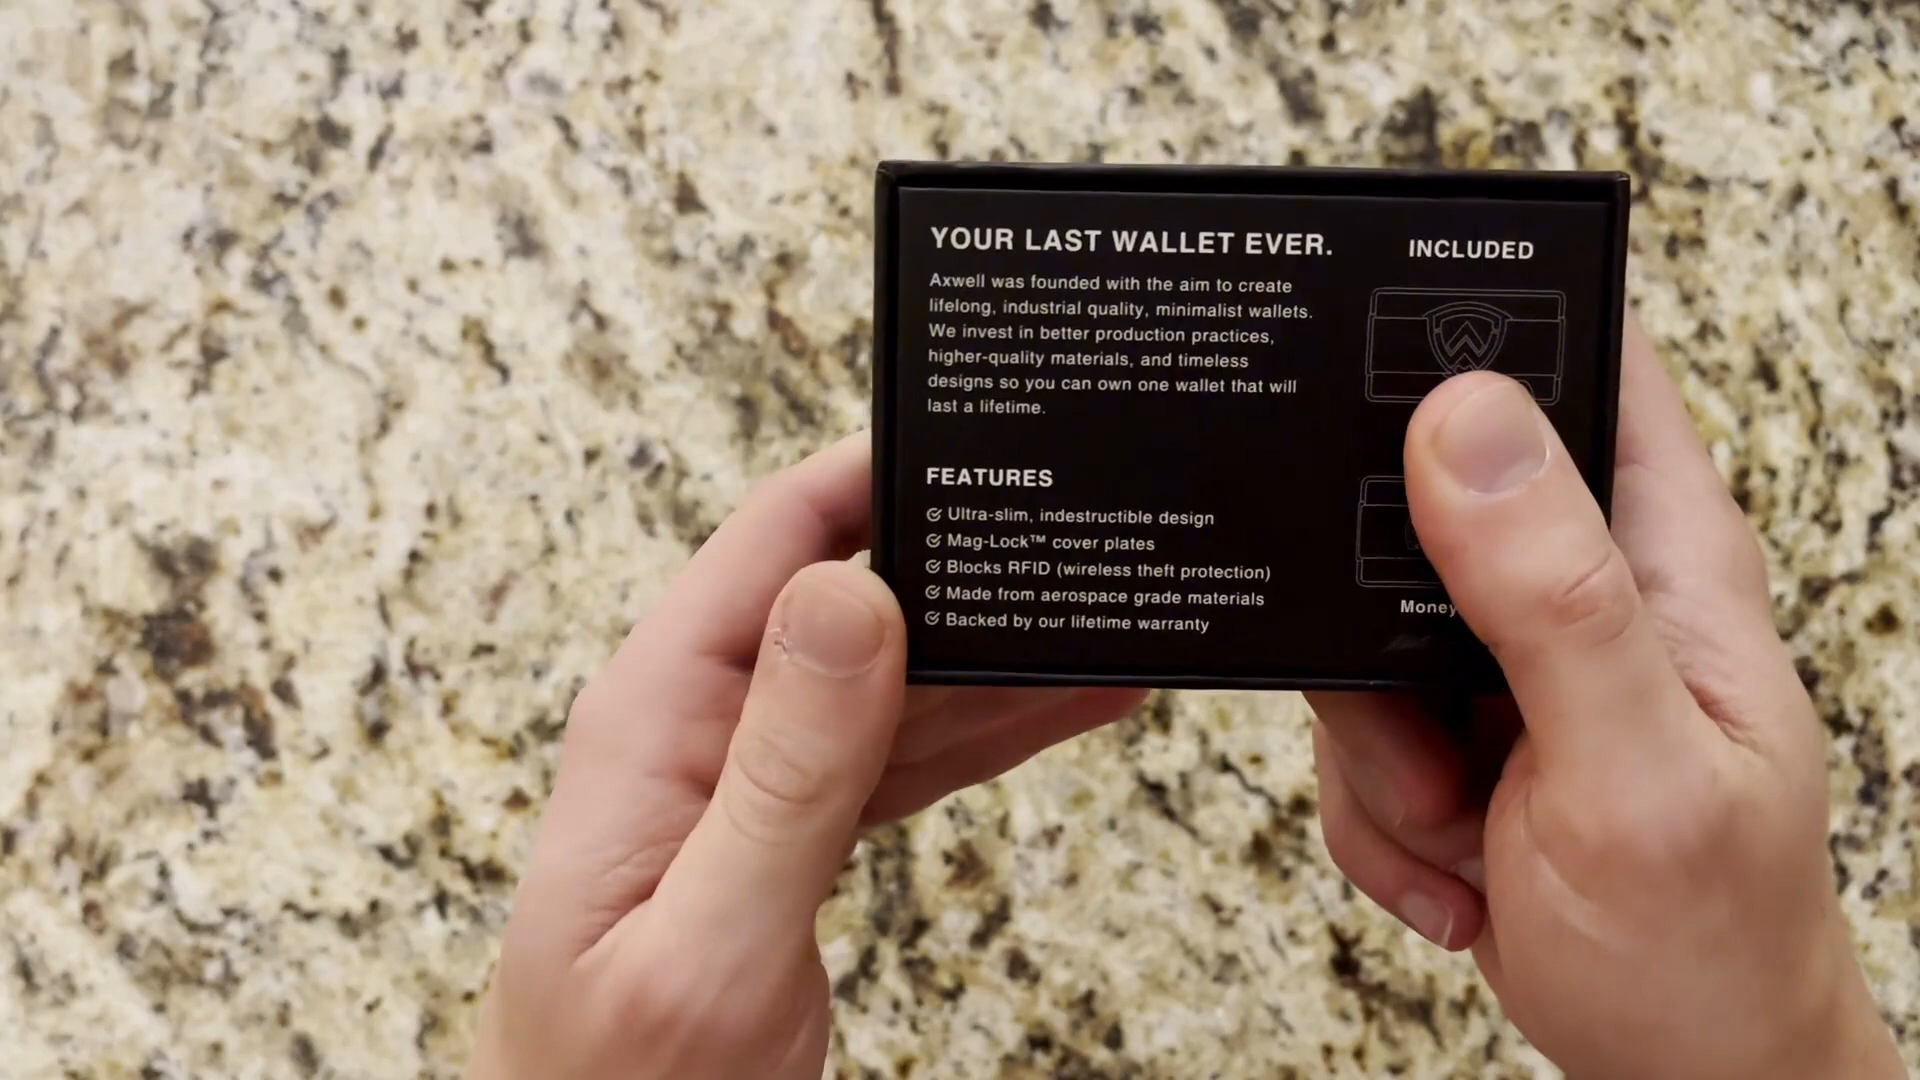 YOUR LAST WALLET EVER.
Axwell was founded with the aim to create
lifelong, industrial quality, minimalist wallets.
We invest in better production practices,
higher-quality materials, and timeless
designs so you can own one wallet that will
last a lifetime.
FEATURES
Ultra-slim, indestructible design
Mag-Lock™ cover plates
Blocks RFID (wireless theft protection)
Made from aerospace grade materials
Backed by our lifetime warranty
INCLUDED
Money